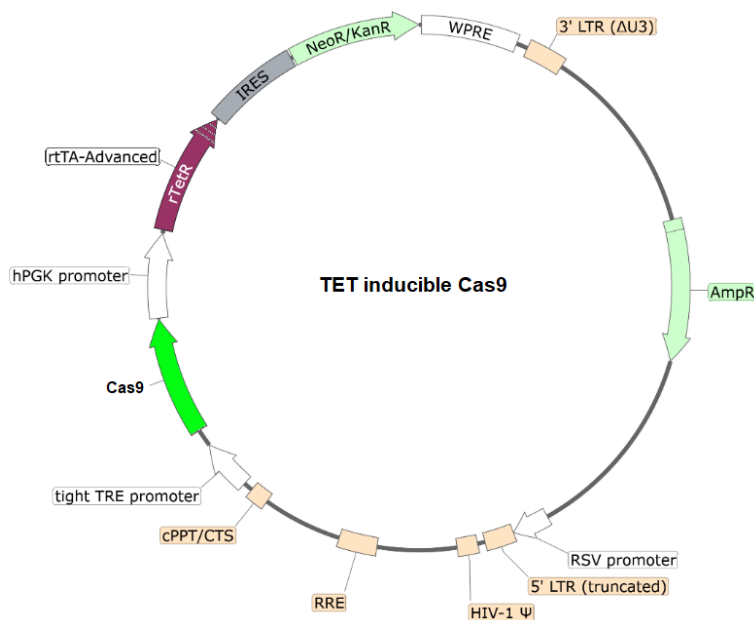 NeoR/KanR
WPRE
3' LTR (ΔU3)
IRES
rtTA-Advanced
rTetR
hPGK promoter
TET inducible Cas9
AmpR
Cas9
tight TRE promoter
cPPT/CTS
RSV promoter
5' LTR (truncated)
RRE
HIV-1 Ψ